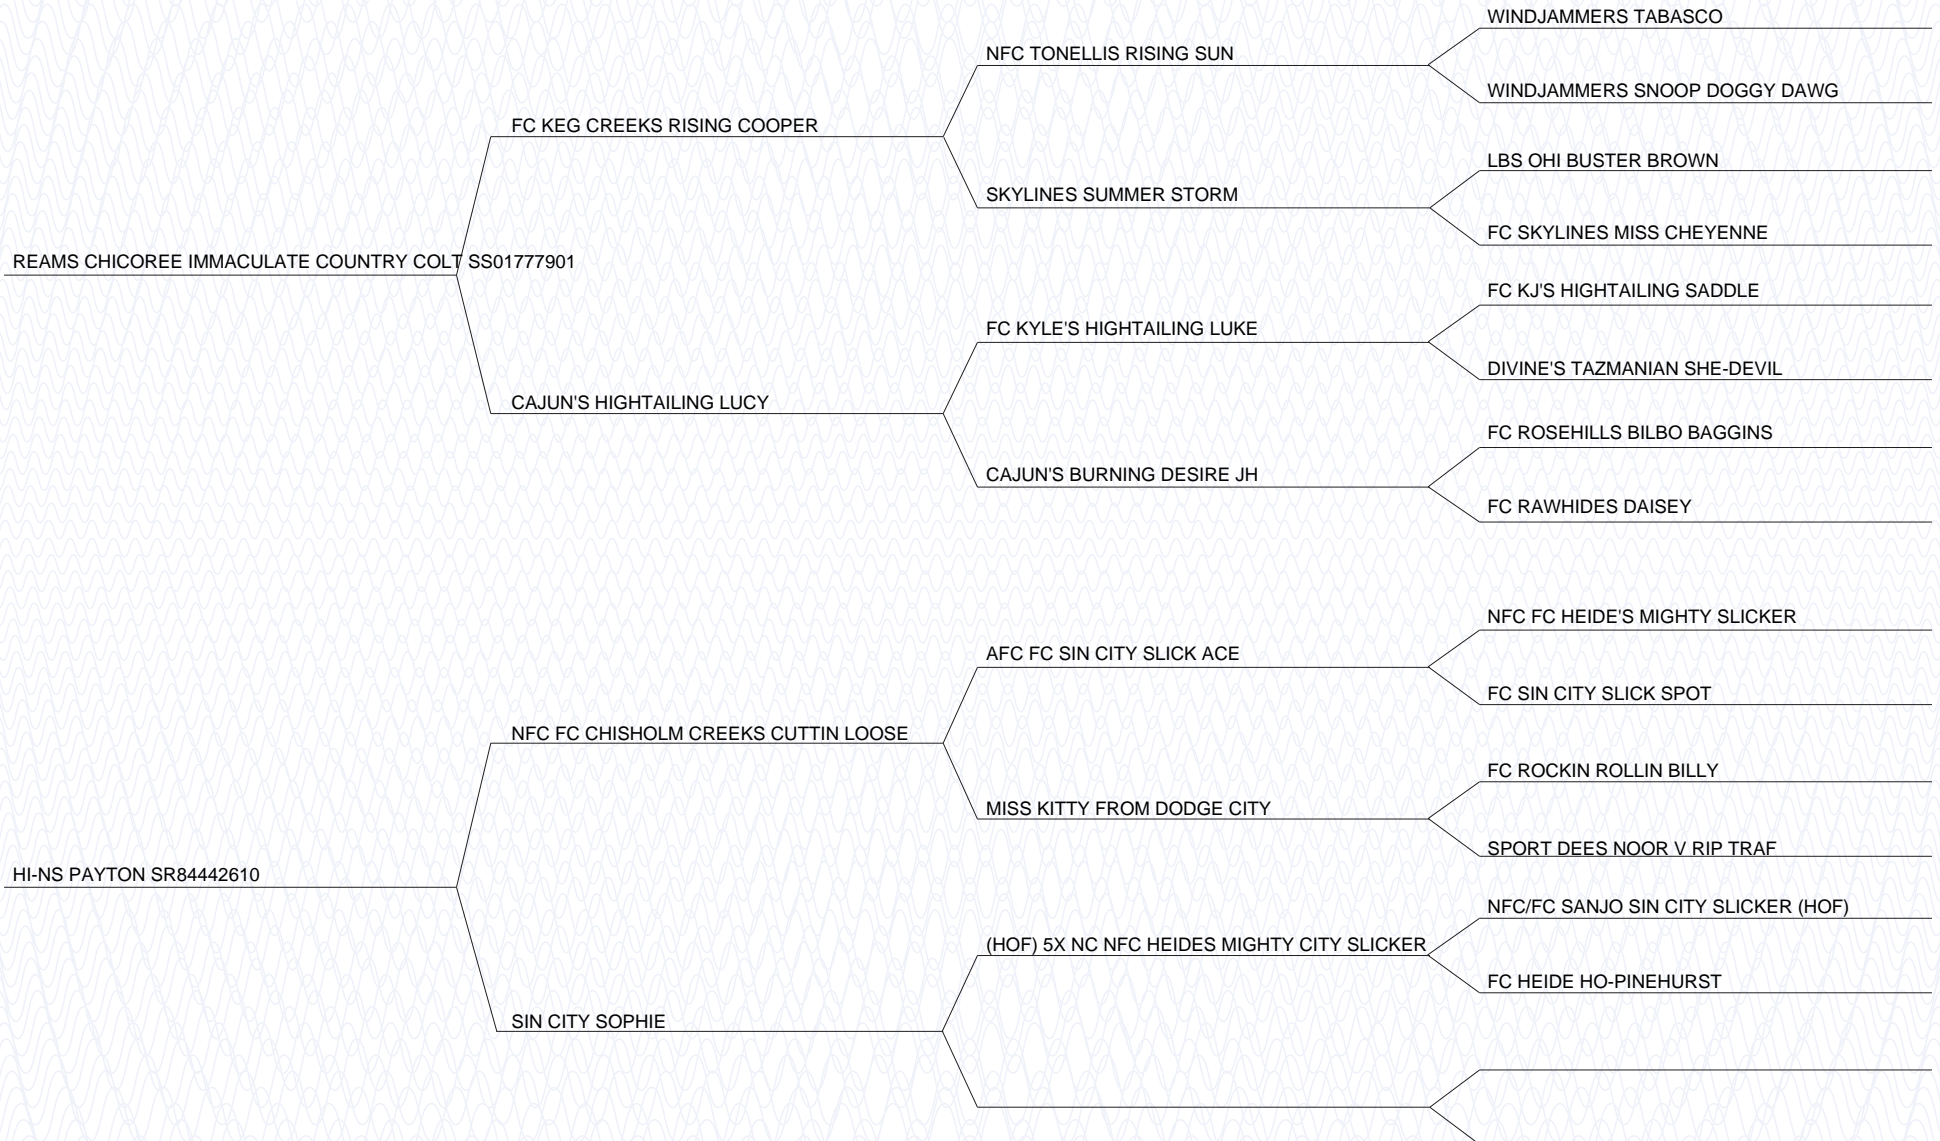 WINDJAMMERS TABASCO
NFC TONELLIS RISING SUN
WINDJAMMERS SNOOP DOGGY DAWG
FC KEG CREEKS RISING COOPER
LBS OHI BUSTER BROWN
SKYLINES SUMMER STORM
FC SKYLINES MISS CHEYENNE
REAMS CHICOREE IMMACULATE COUNTRY COLT SS01777901
FC KJ'S HIGHTAILING SADDLE
FC KYLE'S HIGHTAILING LUKE
DIVINE'S TAZMANIAN SHE-DEVIL
CAJUN'S HIGHTAILING LUCY
FC ROSEHILLS BILBO BAGGINS
CAJUN'S BURNING DESIRE JH
FC RAWHIDES DAISEY
NFC FC HEIDE'S MIGHTY SLICKER
AFC FC SIN CITY SLICK ACE
FC SIN CITY SLICK SPOT
NFC FC CHISHOLM CREEKS CUTTIN LOOSE
FC ROCKIN ROLLIN BILLY
MISS KITTY FROM DODGE CITY
SPORT DEES NOOR V RIP TRAF
HI-NS PAYTON SR84442610
NFC/FC SANJO SIN CITY SLICKER (HOF)
(HOF) 5X NC NFC HEIDES MIGHTY CITY SLICKER
FC HEIDE HO-PINEHURST
SIN CITY SOPHIE